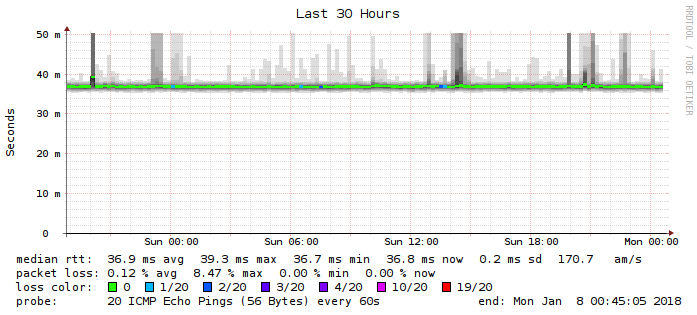 Last 30 Hours
RRDTOOL / TOBI OETIKER
Seconds
50 m
40 m
30 m
20 m
10 m
0
Sun 00:00 Sun 06:00 Sun 12:00 Sun 18:00 Mon 00:00
median rtt: 36.9 ms avg 39.3 ms max 36.7 ms min 36.8 ms now 0.2 ms sd 170.7 am/s
packet loss: 0.12 % avg 8.47 % max 0.00 % min 0.00 % now
loss color: 0 1/20 2/20 3/20 4/20 10/20 19/20
probe: 20 ICMP Echo Pings (56 Bytes) every 60s end: Mon Jan 8 00:45:05 2018